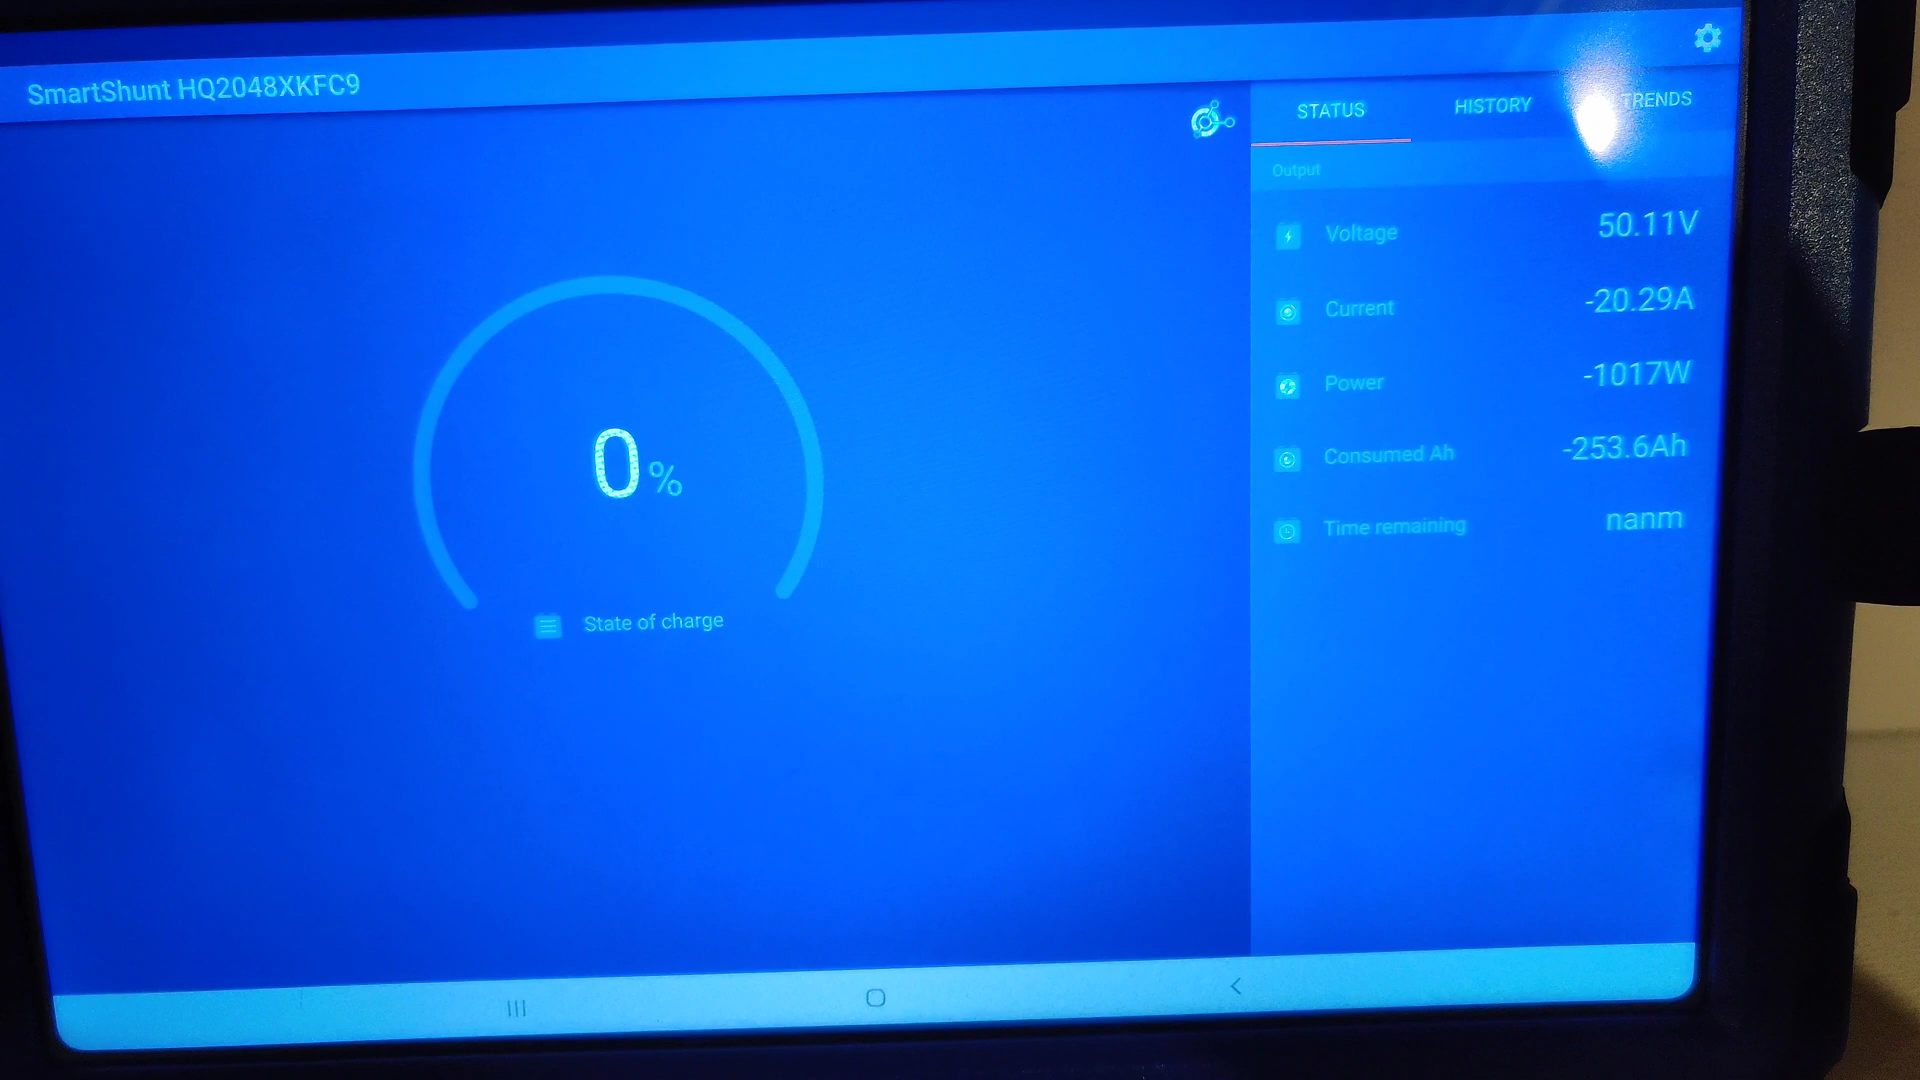 SmartShunt HQ2048XKFC9
STATUS HISTORY TRENDS
Output
Voltage 50.11V
Current -20.29A
Power -1017W
Consumed Ah -253.6Ah
Time remaining nanm
0%
State of charge